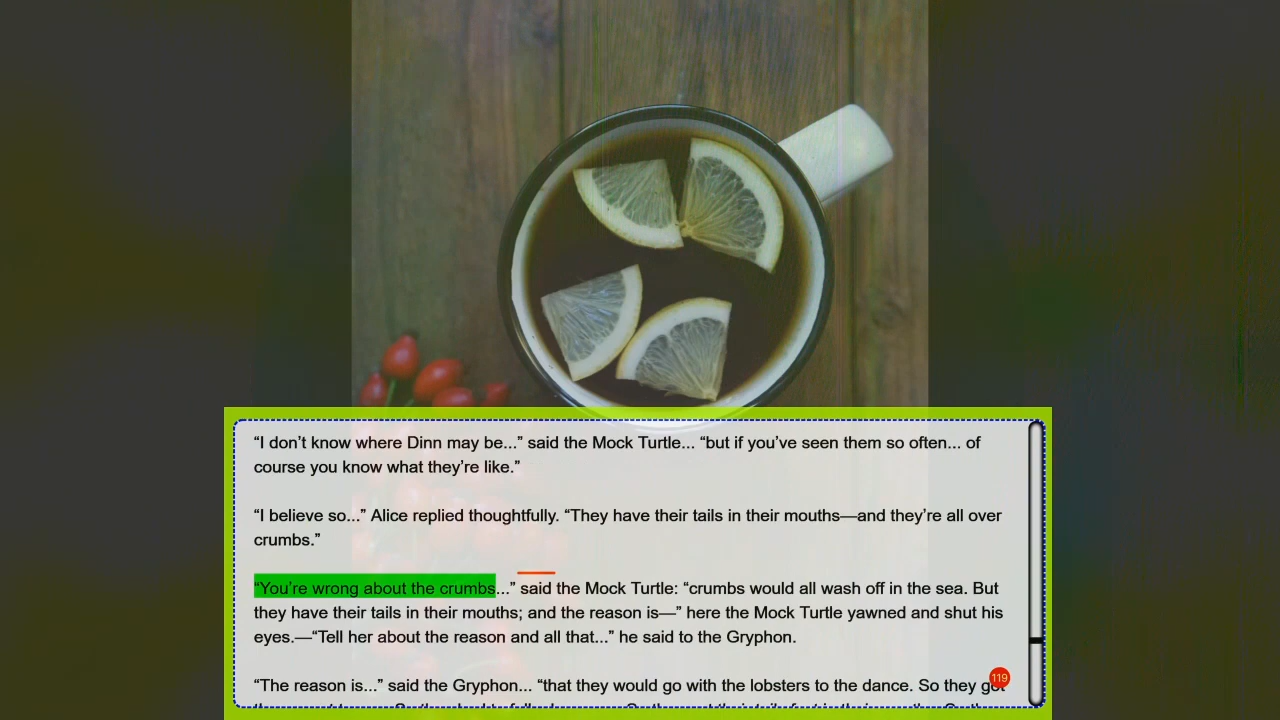 “I don’t know where Dinn may be...” said the Mock Turtle... “but if you’ve seen them so often... of
course you know what they’re like.”
“I believe so...” Alice replied thoughtfully. “They have their tails in their mouths—and they’re all over
crumbs.”
“You’re wrong about the crumbs...” said the Mock Turtle: “crumbs would all wash off in the sea. But
they have their tails in their mouths; and the reason is—” here the Mock Turtle yawned and shut his
eyes.—“Tell her about the reason and all that...” he said to the Gryphon.
119
“The reason is...” said the Gryphon... “that they would go with the lobsters to the dance. So they got